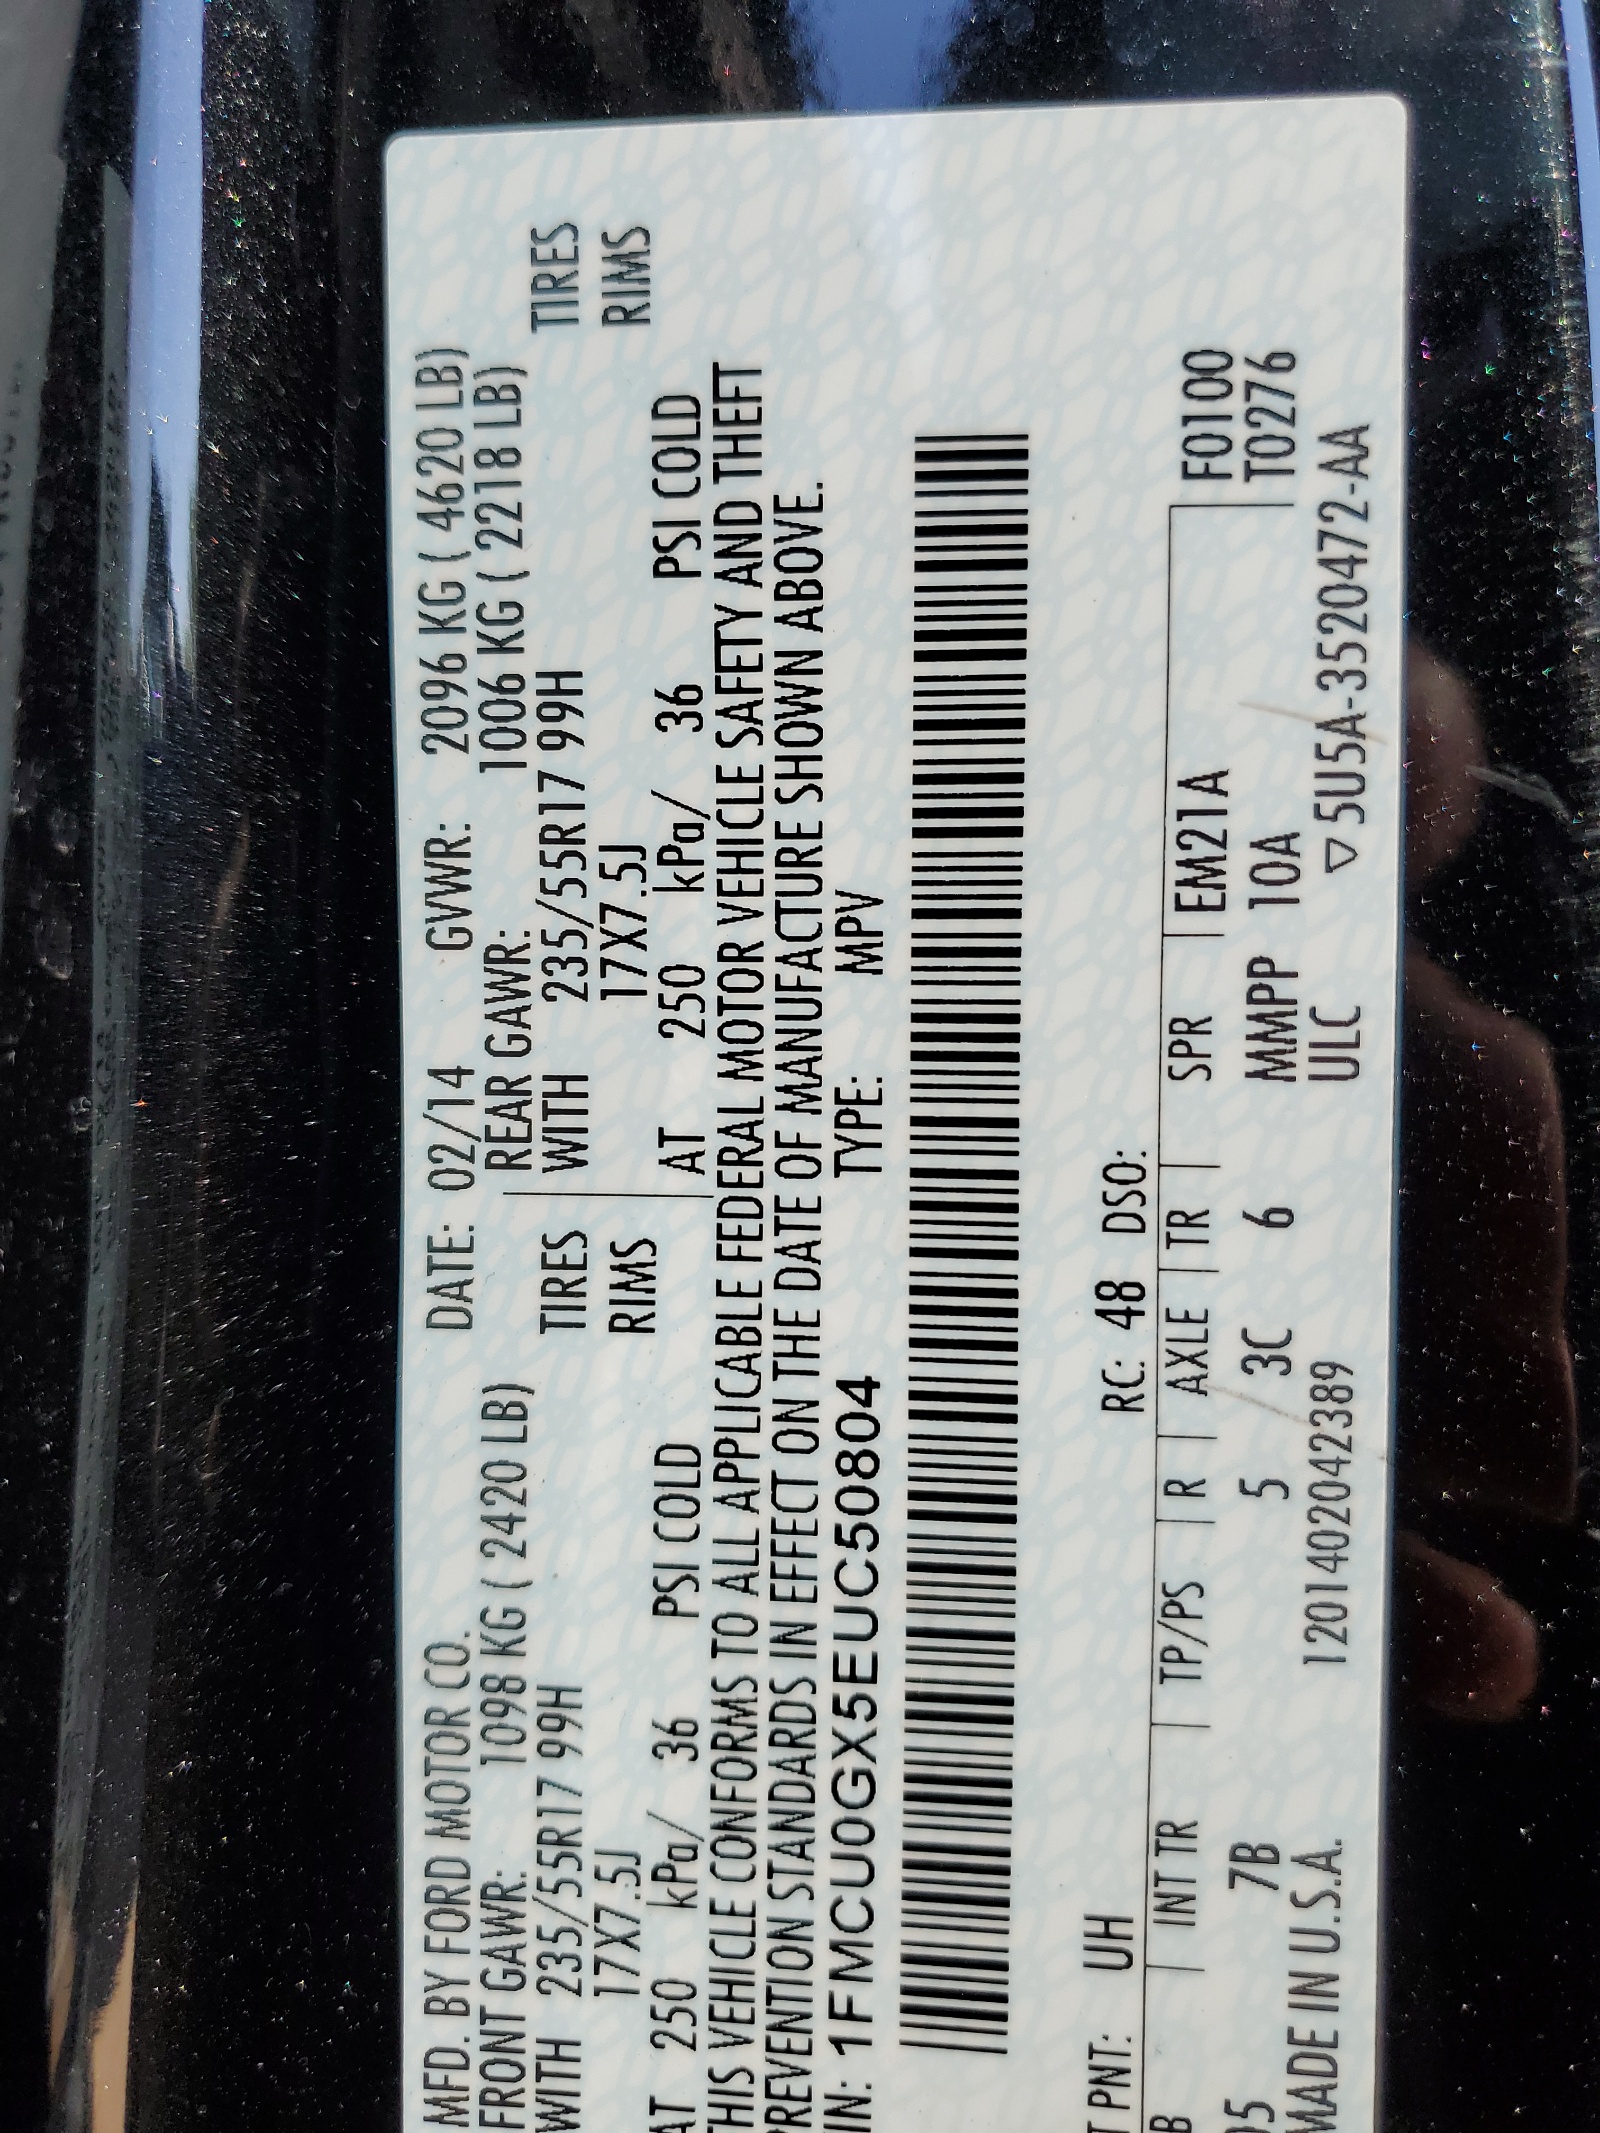 MFD. BY FORD MOTOR CO. DATE: 02/14 GVWR: 2096 KG ( 4620 LB)
FRONT GAWR: 1098 KG ( 2420 LB) REAR GAWR: 1006 KG ( 2218 LB)
WITH 235/55R17 99H TIRES WITH 235/55R17 99H TIRES
17X7.5J RIMS 17X7.5J RIMS
AT 250 kPa/ 36 PSI COLD AT 250 kPa/ 36 PSI COLD
THIS VEHICLE CONFORMS TO ALL APPLICABLE FEDERAL MOTOR VEHICLE SAFETY AND THEFT
PREVENTION STANDARDS IN EFFECT ON THE DATE OF MANUFACTURE SHOWN ABOVE.
IN: 1FMCU0GX5EUC50804 TYPE: MPV
T PNT: UH RC: 48 DSO:
B INT TR TP/PS R AXLE TR SPR EM21A F0100
05 7B 5 3C 6 6 MMPP 10A T0276
MADE IN U.S.A. 1201402042389 ULC ▽5U5A-3520472-AA